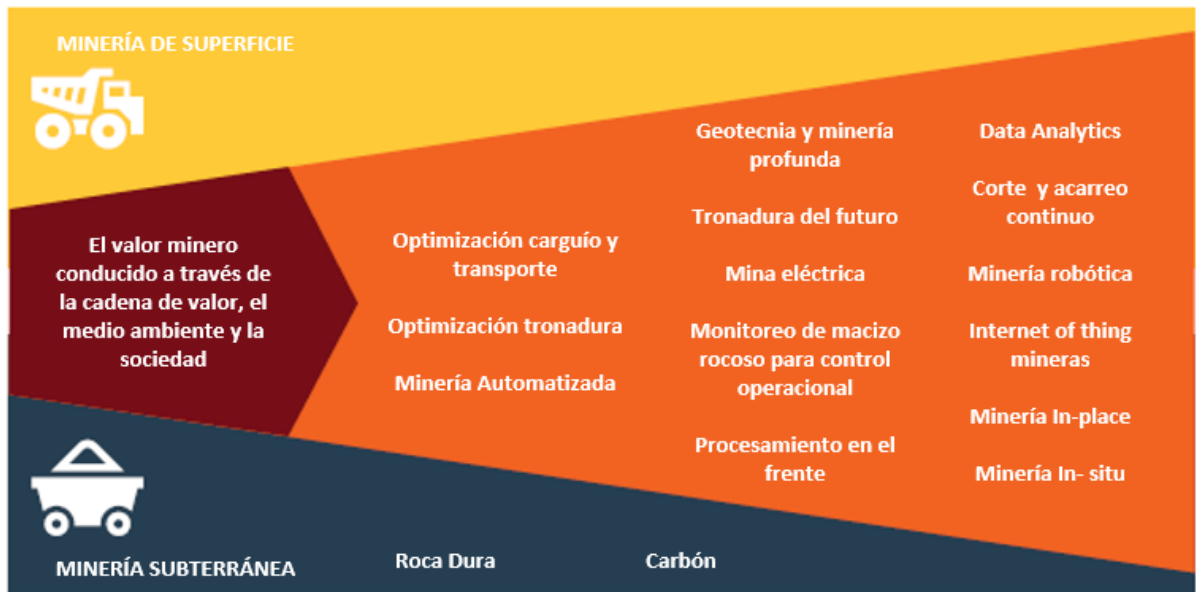 MINERÍA DE SUPERFICIE
El valor minero
conducido a través de
la cadena de valor, el
medio ambiente y la
sociedad
Optimización carguío y
transporte
Optimización tronadura
Minería Automatizada
Geotecnia y minería
profunda
Tronadura del futuro
Mina eléctrica
Monitoreo de macizo
rocoso para control
operacional
Procesamiento en el
frente
Data Analytics
Corte y acarreo
continuo
Minería robótica
Internet of thing
mineras
Minería In-place
Minería In- situ
MINERÍA SUBTERRÁNEA
Roca Dura
Carbón